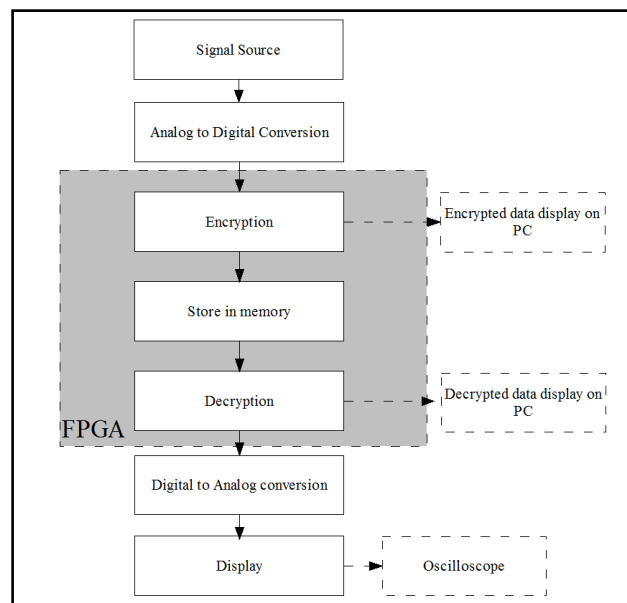 Signal Source
Analog to Digital Conversion
Encryption
Encrypted data display on
PC
Store in memory
Decryption
Decrypted data display on
PC
FPGA
Digital to Analog conversion
Display
Oscilloscope